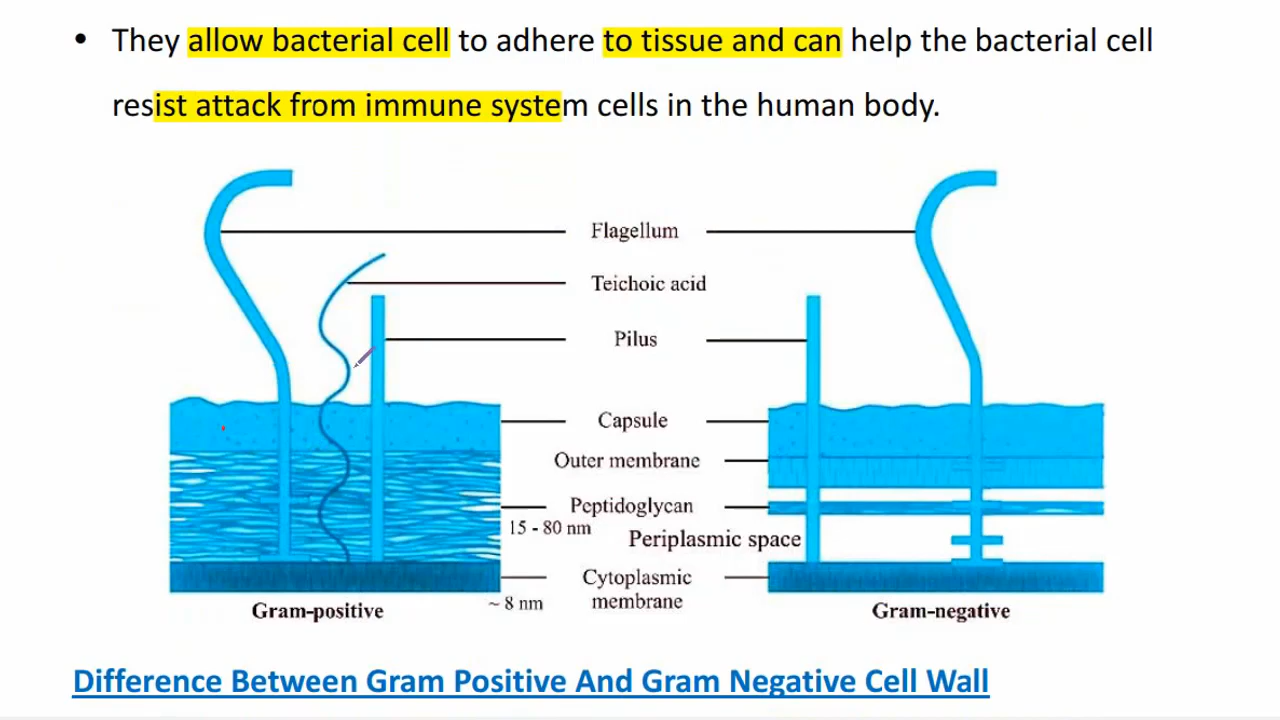 • They allow bacterial cell to adhere to tissue and can help the bacterial cell
resist attack from immune system cells in the human body.
Flagellum
Teichoic acid
Pilus
Capsule
Outer membrane
Peptidoglycan
15 - 80 nm
Periplasmic space
Cytoplasmic
membrane
~ 8 nm
Gram-positive
Gram-negative
Difference Between Gram Positive And Gram Negative Cell Wall